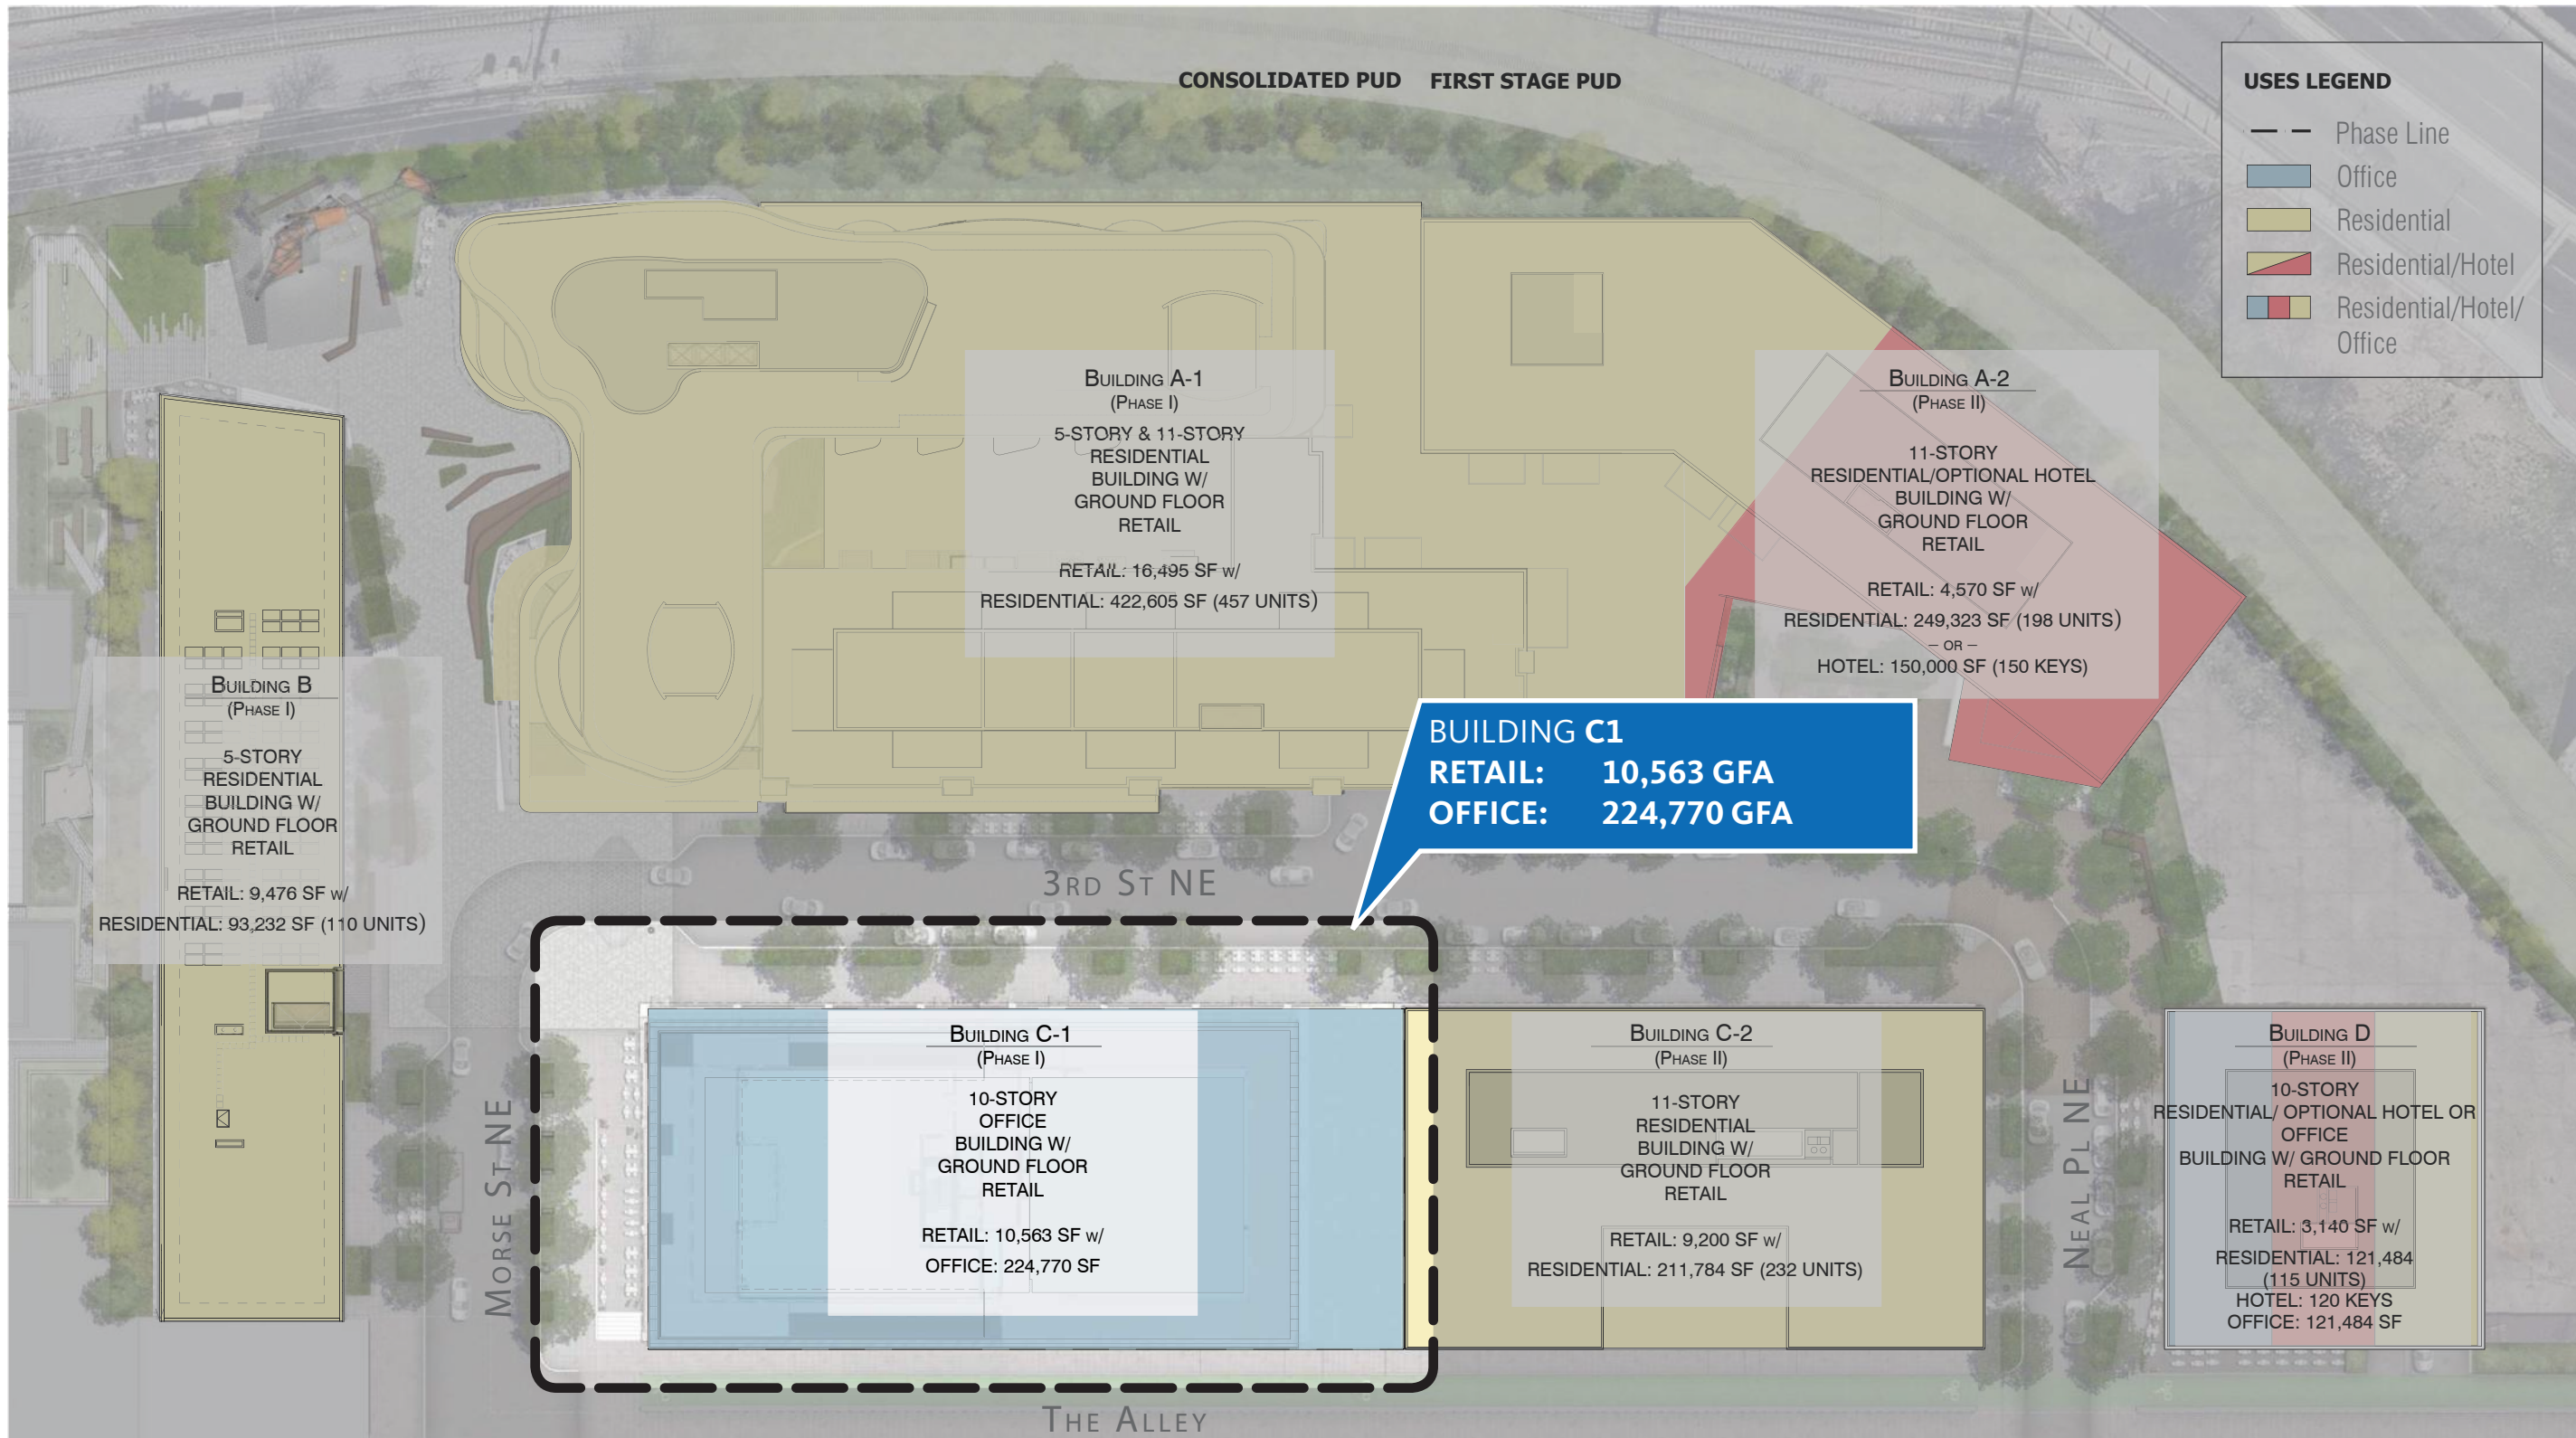 CONSOLIDATED PUD FIRST STAGE PUD
USES LEGEND
Phase Line
Office
Residential
Residential/Hotel
Residential/Hotel/
Office
BUILDING A-1
(PHASE I)
5-STORY & 11-STORY
RESIDENTIAL
BUILDING W/
GROUND FLOOR
RETAIL
RETAIL: 16,495 SF w/
RESIDENTIAL: 422,605 SF (457 UNITS)
BUILDING A-2
(PHASE II)
11-STORY
RESIDENTIAL/OPTIONAL HOTEL
BUILDING W/
GROUND FLOOR
RETAIL
RETAIL: 4,570 SF w/
RESIDENTIAL: 249,323 SF (198 UNITS)
– OR –
HOTEL: 150,000 SF (150 KEYS)
BUILDING B
(PHASE I)
5-STORY
RESIDENTIAL
BUILDING W/
GROUND FLOOR
RETAIL
RETAIL: 9,476 SF w/
RESIDENTIAL: 93,232 SF (110 UNITS)
BUILDING C1
RETAIL: 10,563 GFA
OFFICE: 224,770 GFA
3RD ST NE
MORSE ST NE
BUILDING C-1
(PHASE I)
10-STORY
OFFICE
BUILDING W/
GROUND FLOOR
RETAIL
RETAIL: 10,563 SF w/
OFFICE: 224,770 SF
BUILDING C-2
(PHASE II)
11-STORY
RESIDENTIAL
BUILDING W/
GROUND FLOOR
RETAIL
RETAIL: 9,200 SF w/
RESIDENTIAL: 211,784 SF (232 UNITS)
NEAL PL NE
BUILDING D
(PHASE II)
10-STORY
RESIDENTIAL/ OPTIONAL HOTEL OR
OFFICE
BUILDING W/ GROUND FLOOR
RETAIL
RETAIL: 3,140 SF w/
RESIDENTIAL: 121,484
(115 UNITS)
HOTEL: 120 KEYS
OFFICE: 121,484 SF
THE ALLEY